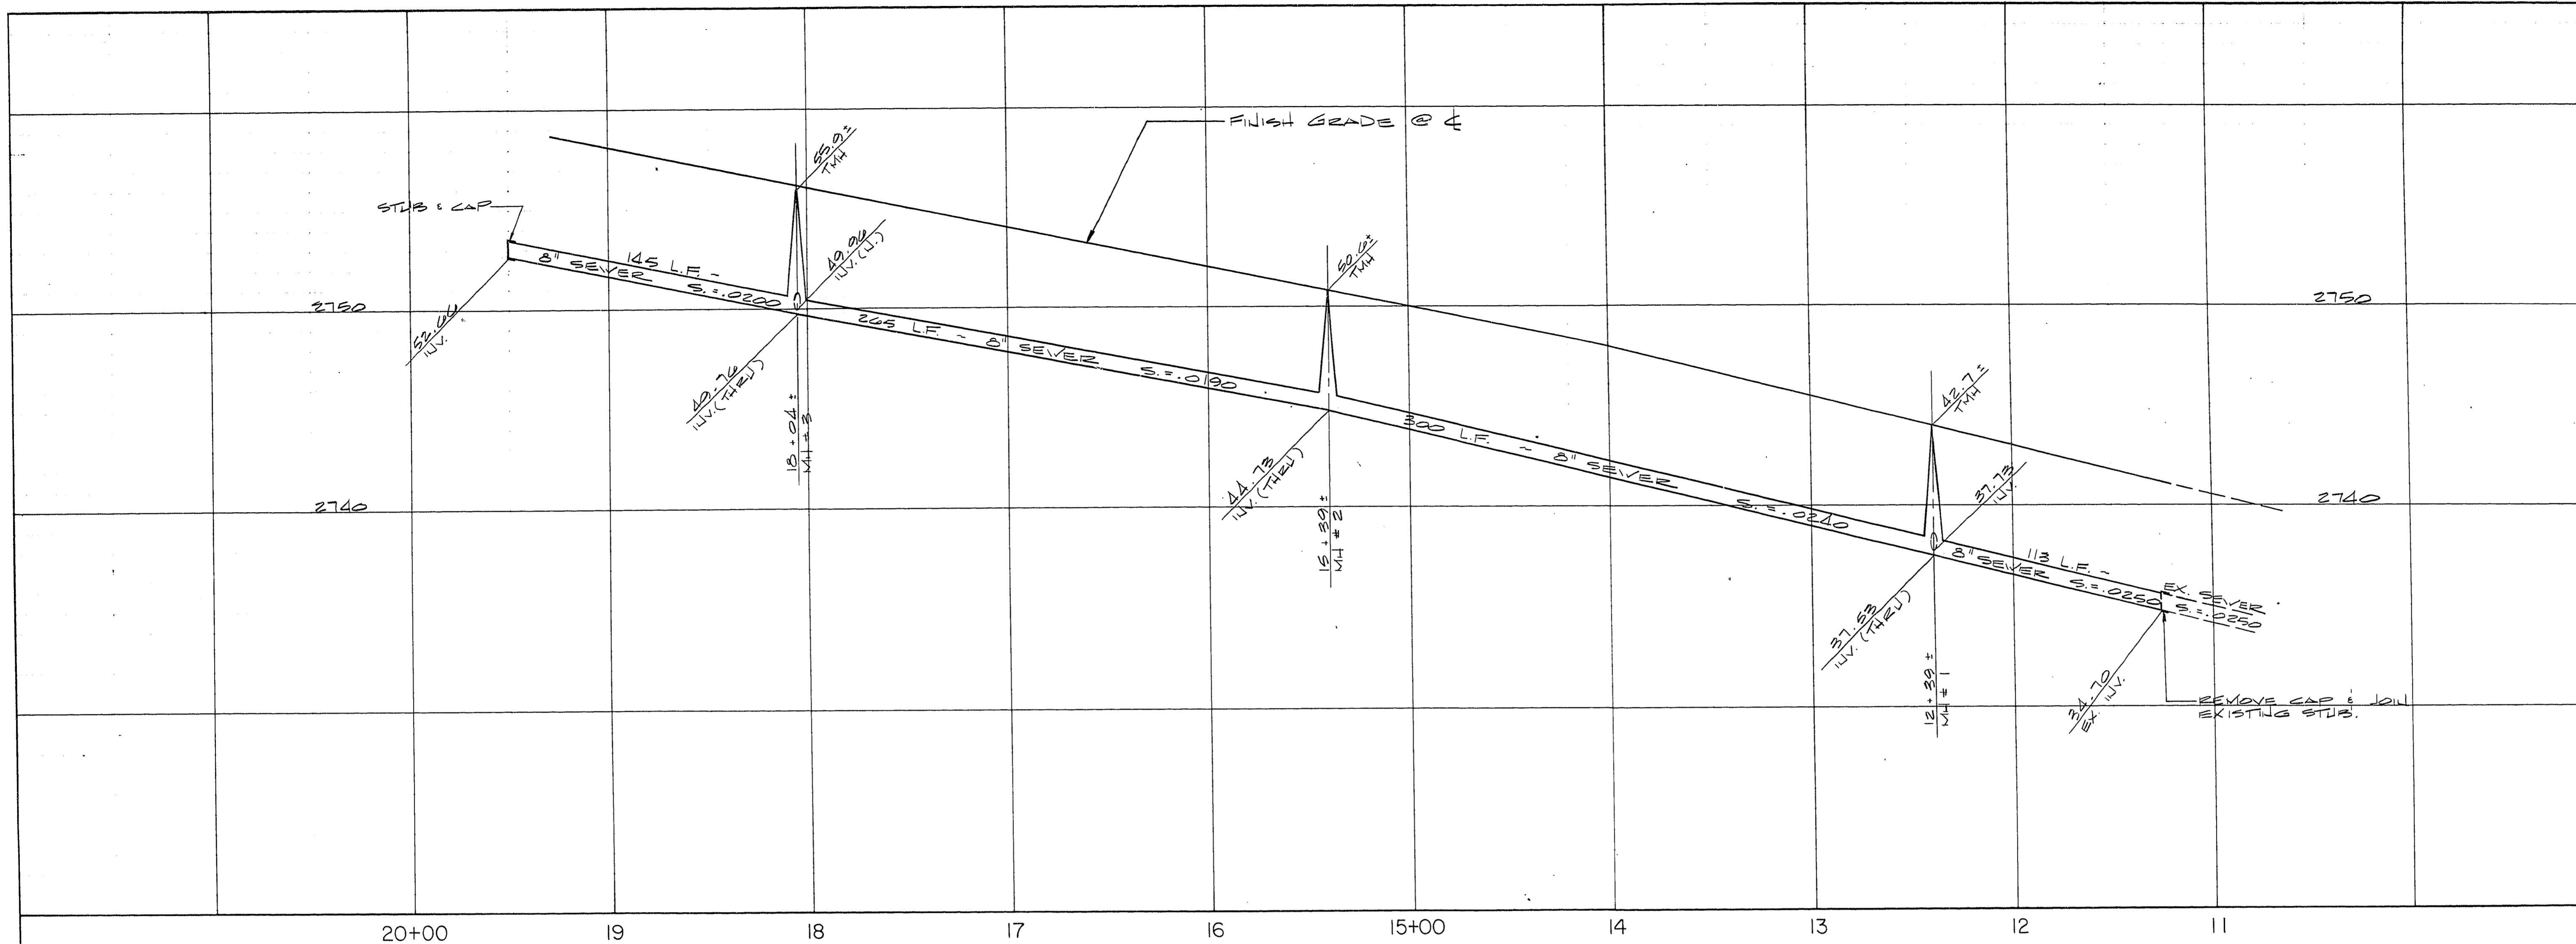 FINISH GRADE @ ℄
55.9±
TMH
STUB & CAP
49.96
INV. (N.)
50.6±
TMH
145 L.F. ~
8" SEWER
S.=.0200
2750
2750
52.66
INV.
265 L.F. ~ 8" SEWER
S.=.0190
49.76
INV. (THRU)
18+04±
MH #3
42.7±
TMH
300 L.F. ~ 8" SEWER
S.=.0240
44.73
INV. (THRU)
15+39±
MH #2
37.73
INV.
2740
2740
113 L.F. ~
8" SEWER
S.=.0250
EX. SEWER
S.=.0250
37.53
INV. (THRU)
12+39±
MH #1
34.70
EX. INV.
REMOVE CAP & JOIN
EXISTING STUB.
20+00 19 18 17 16 15+00 14 13 12 11